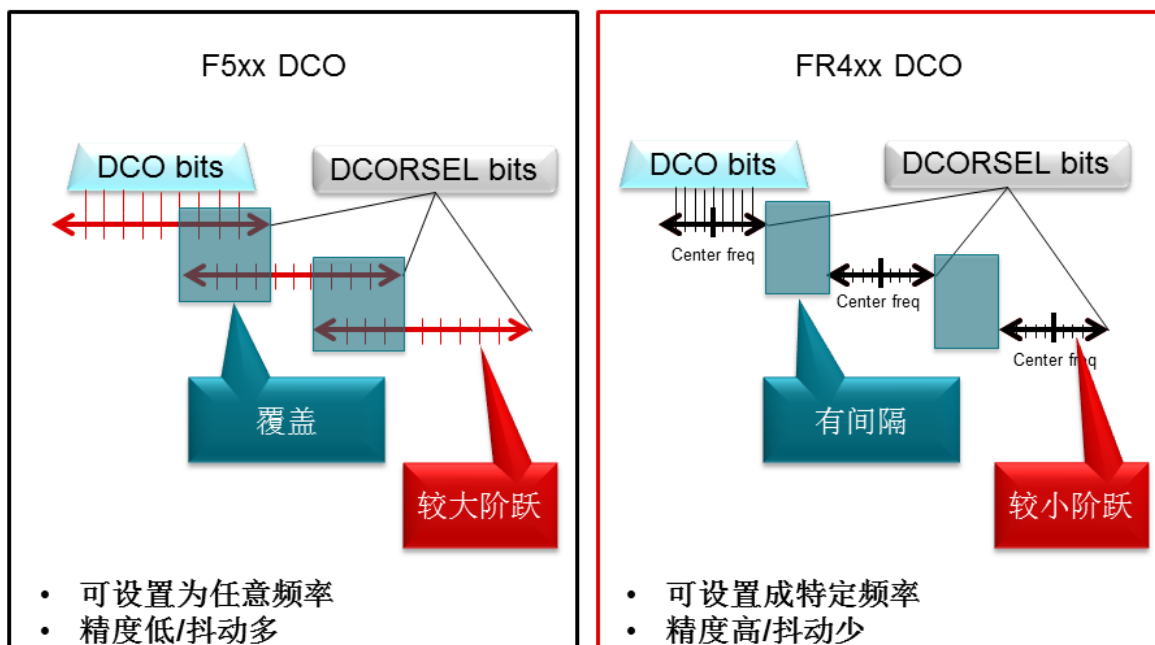 F5xx DCO
DCO bits
DCORSEL bits
覆盖
较大阶跃
• 可设置为任意频率
• 精度低/抖动多
FR4xx DCO
DCO bits
DCORSEL bits
Center freq
Center freq
Center freq
有间隔
较小阶跃
• 可设置成特定频率
• 精度高/抖动少